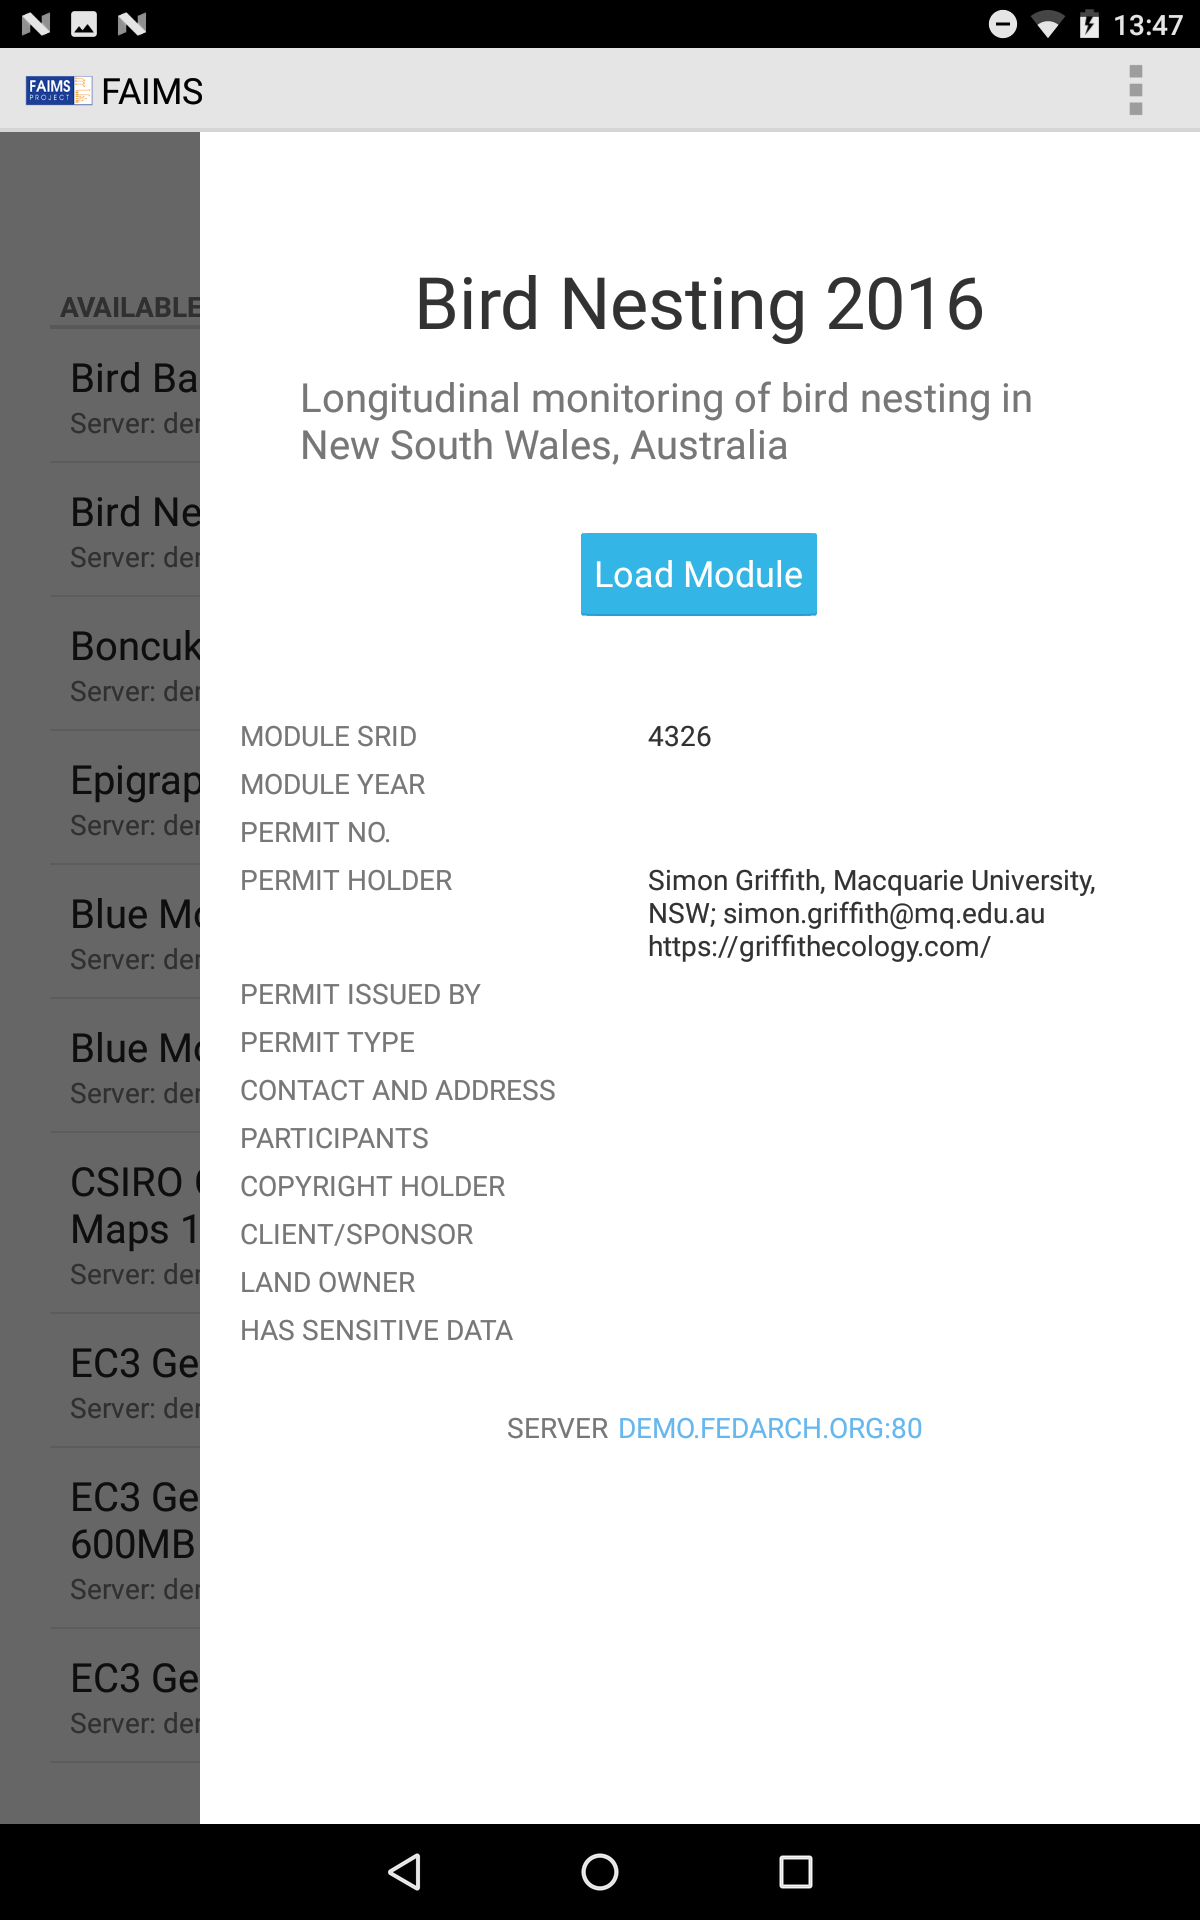 13:47
FAIMS
PROJECT
FAIMS
AVAILABLE
Bird Ba
Server: der
Bird Ne
Server: der
Boncuk
Server: der
Epigrap
Server: der
Blue Mo
Server: der
Blue Mo
Server: der
CSIRO
Maps 1
Server: der
EC3 Ge
Server: der
EC3 Ge
600MB
Server: der
EC3 Ge
Server: der
Bird Nesting 2016
Longitudinal monitoring of bird nesting in
New South Wales, Australia
Load Module
MODULE SRID 4326
MODULE YEAR
PERMIT NO.
PERMIT HOLDER Simon Griffith, Macquarie University,
NSW; simon.griffith@mq.edu.au
https://griffithecology.com/
PERMIT ISSUED BY
PERMIT TYPE
CONTACT AND ADDRESS
PARTICIPANTS
COPYRIGHT HOLDER
CLIENT/SPONSOR
LAND OWNER
HAS SENSITIVE DATA
SERVER DEMO.FEDARCH.ORG:80